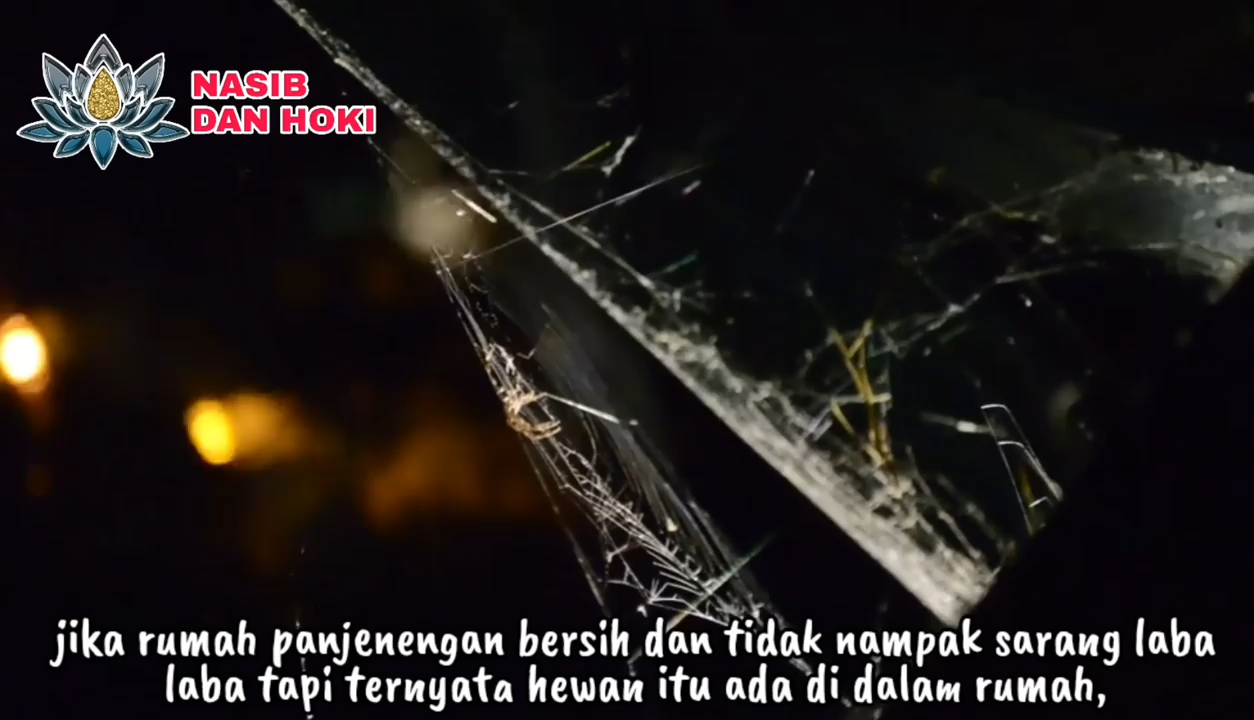 NASIB
DAN HOKI
jika rumah panjenengan bersih dan tidak nampak sarang laba
laba tapi ternyata hewan itu ada di dalam rumah,